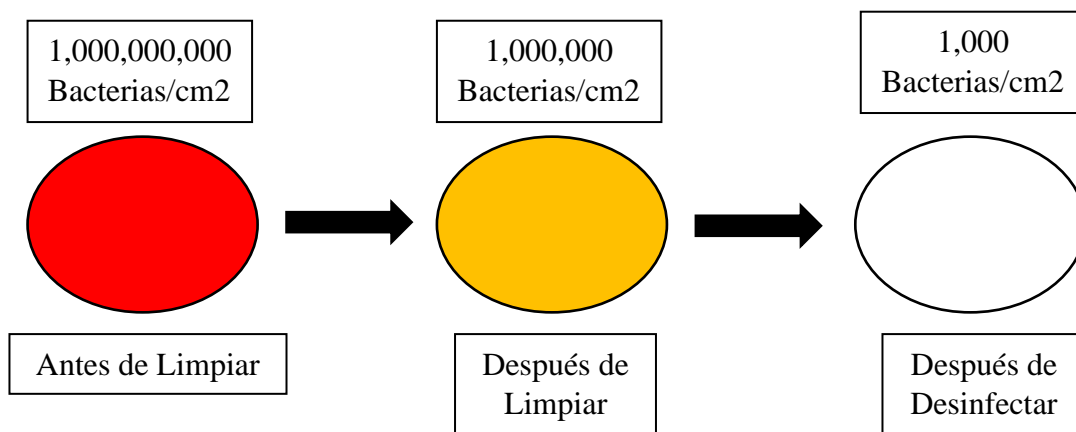 1,000,000,000
Bacterias/cm2
1,000,000
Bacterias/cm2
1,000
Bacterias/cm2
Antes de Limpiar
Después de
Limpiar
Después de
Desinfectar